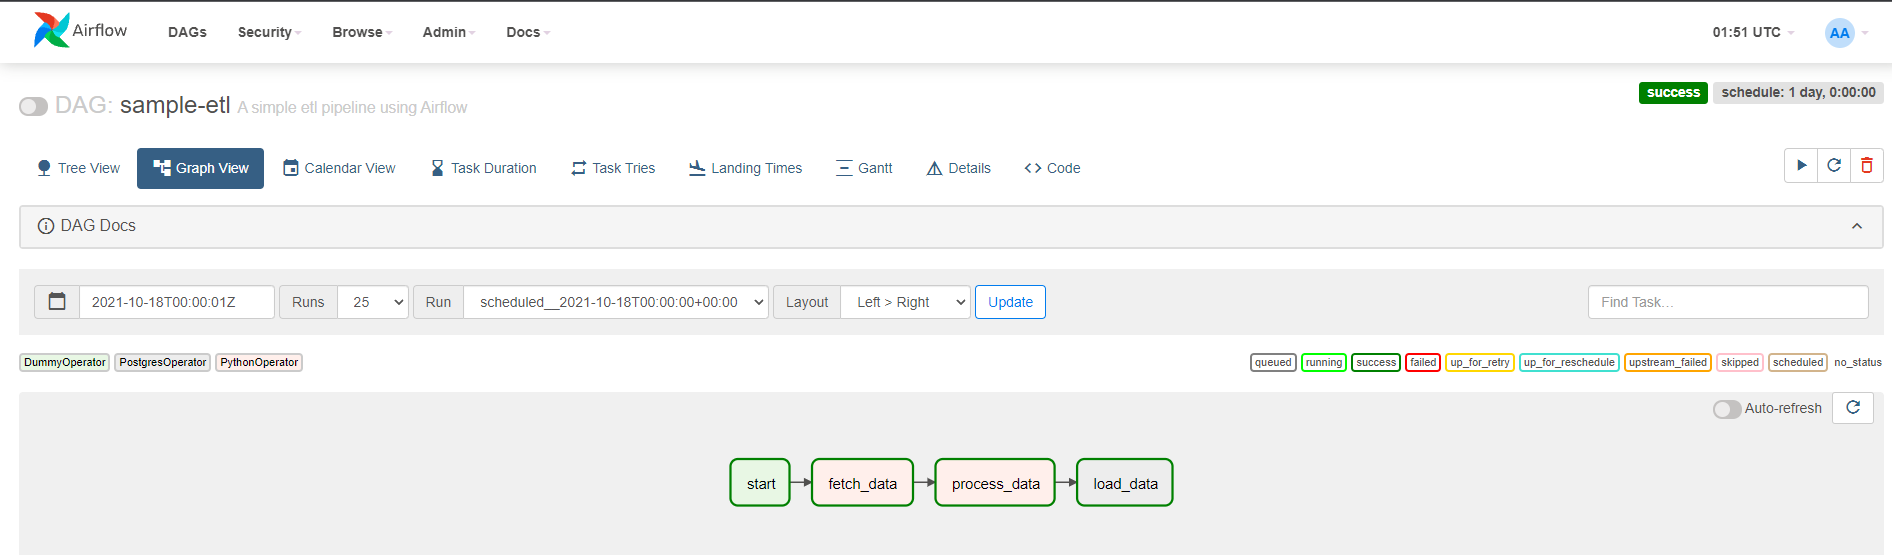 Airflow DAGs Security Browse Admin Docs 01:51 UTC AA
DAG: sample-etl A simple etl pipeline using Airflow success schedule: 1 day, 0:00:00
Tree View Graph View Calendar View Task Duration Task Tries Landing Times Gantt Details <> Code
DAG Docs
2021-10-18T00:00:01Z Runs 25 Run scheduled__2021-10-18T00:00:00+00:00 Layout Left > Right Update Find Task...
DummyOperator PostgresOperator PythonOperator queued running success failed up_for_retry up_for_reschedule upstream_failed skipped scheduled no_status
Auto-refresh
start fetch_data process_data load_data